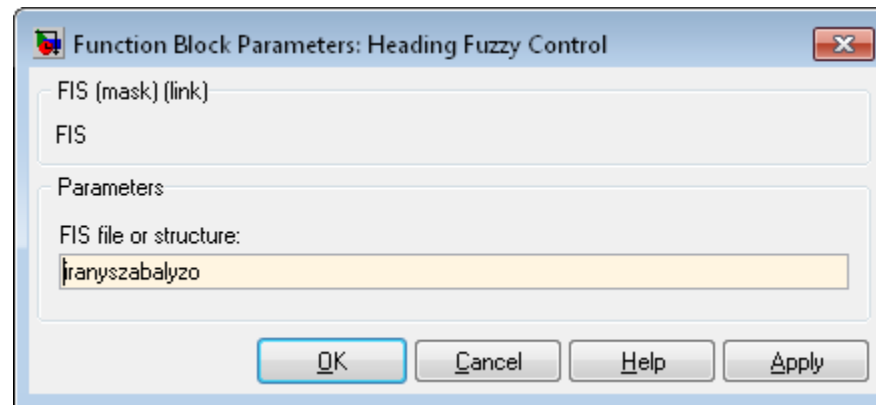 Function Block Parameters: Heading Fuzzy Control
FIS (mask) (link)
FIS
Parameters
FIS file or structure:
iranyszabalyzo
OK Cancel Help Apply